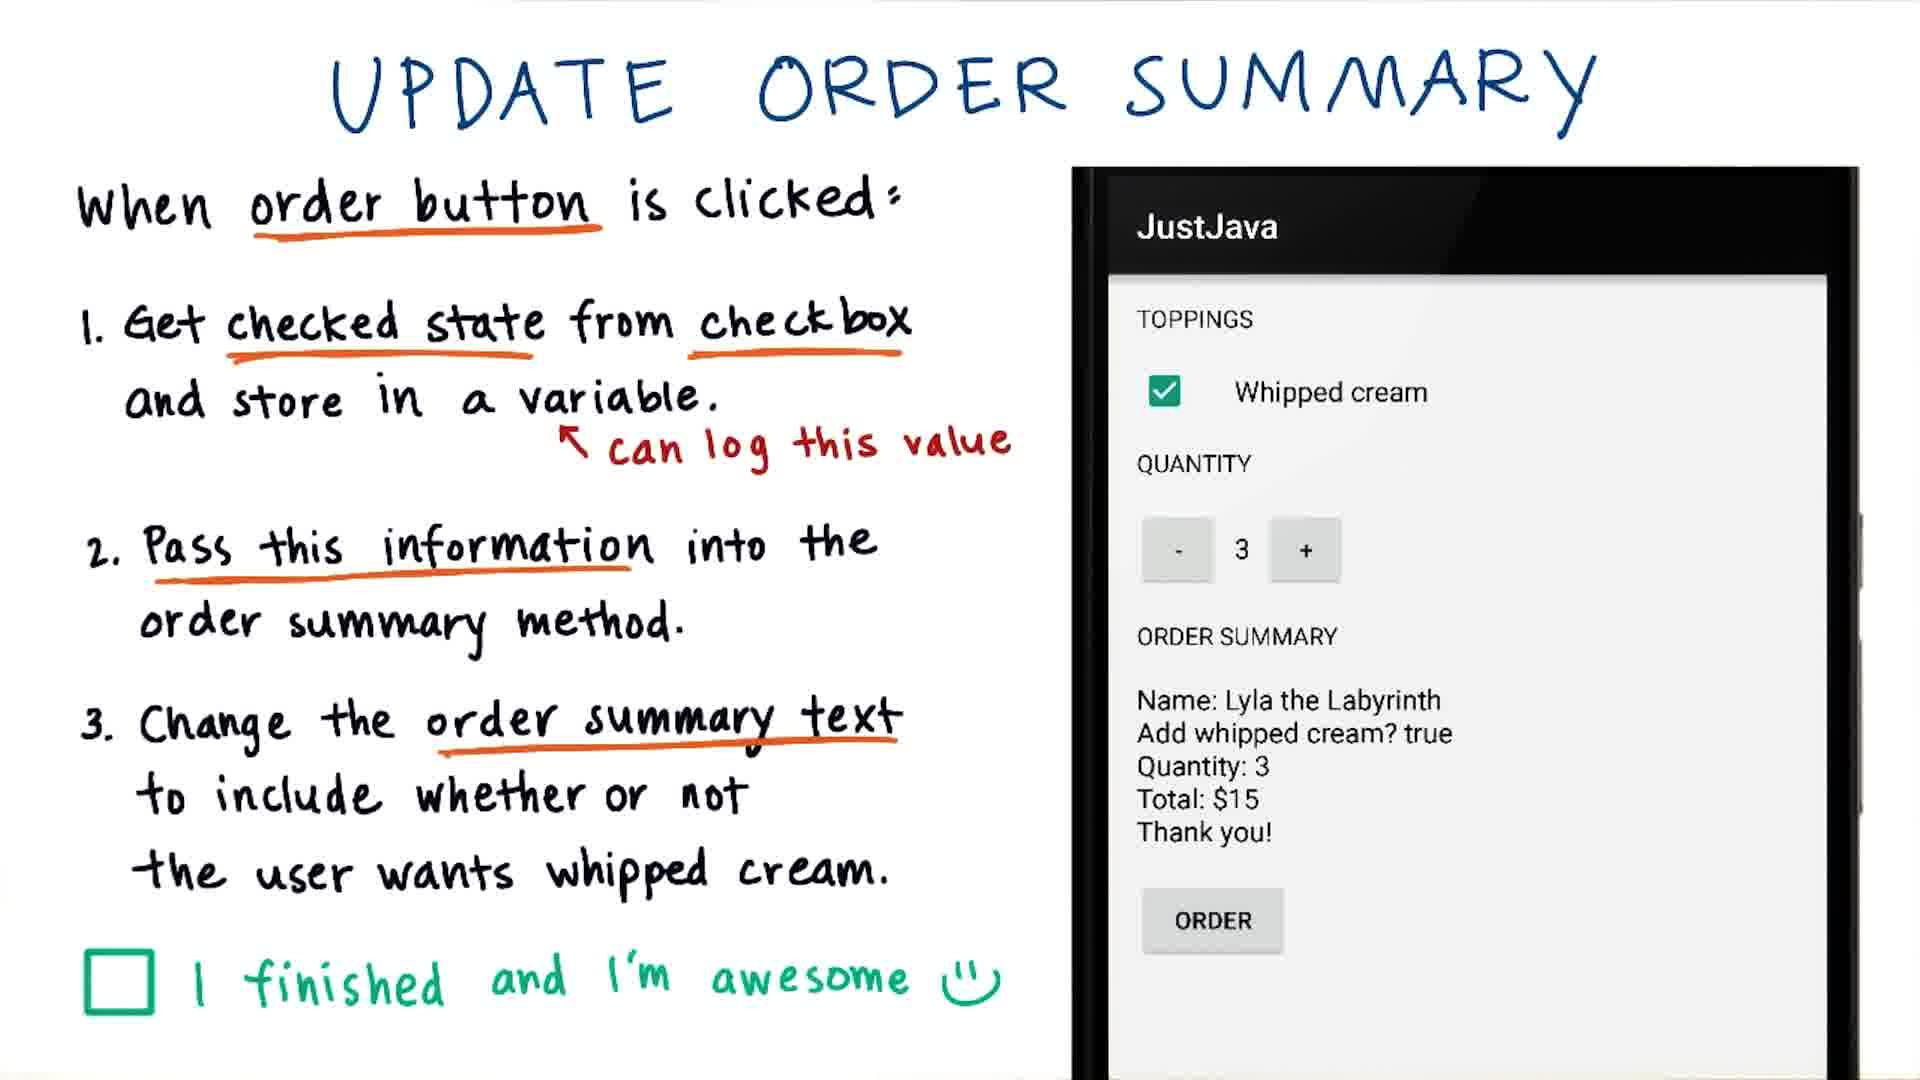 UPDATE ORDER SUMMARY
When order button is clicked:
1. Get checked state from checkbox
and store in a variable.
can log this value
2. Pass this information into the
order summary method.
3. Change the order summary text
to include whether or not
the user wants whipped cream.
I finished and I'm awesome
JustJava
TOPPINGS
Whipped cream
QUANTITY
- 3 +
ORDER SUMMARY
Name: Lyla the Labyrinth
Add whipped cream? true
Quantity: 3
Total: $15
Thank you!
ORDER